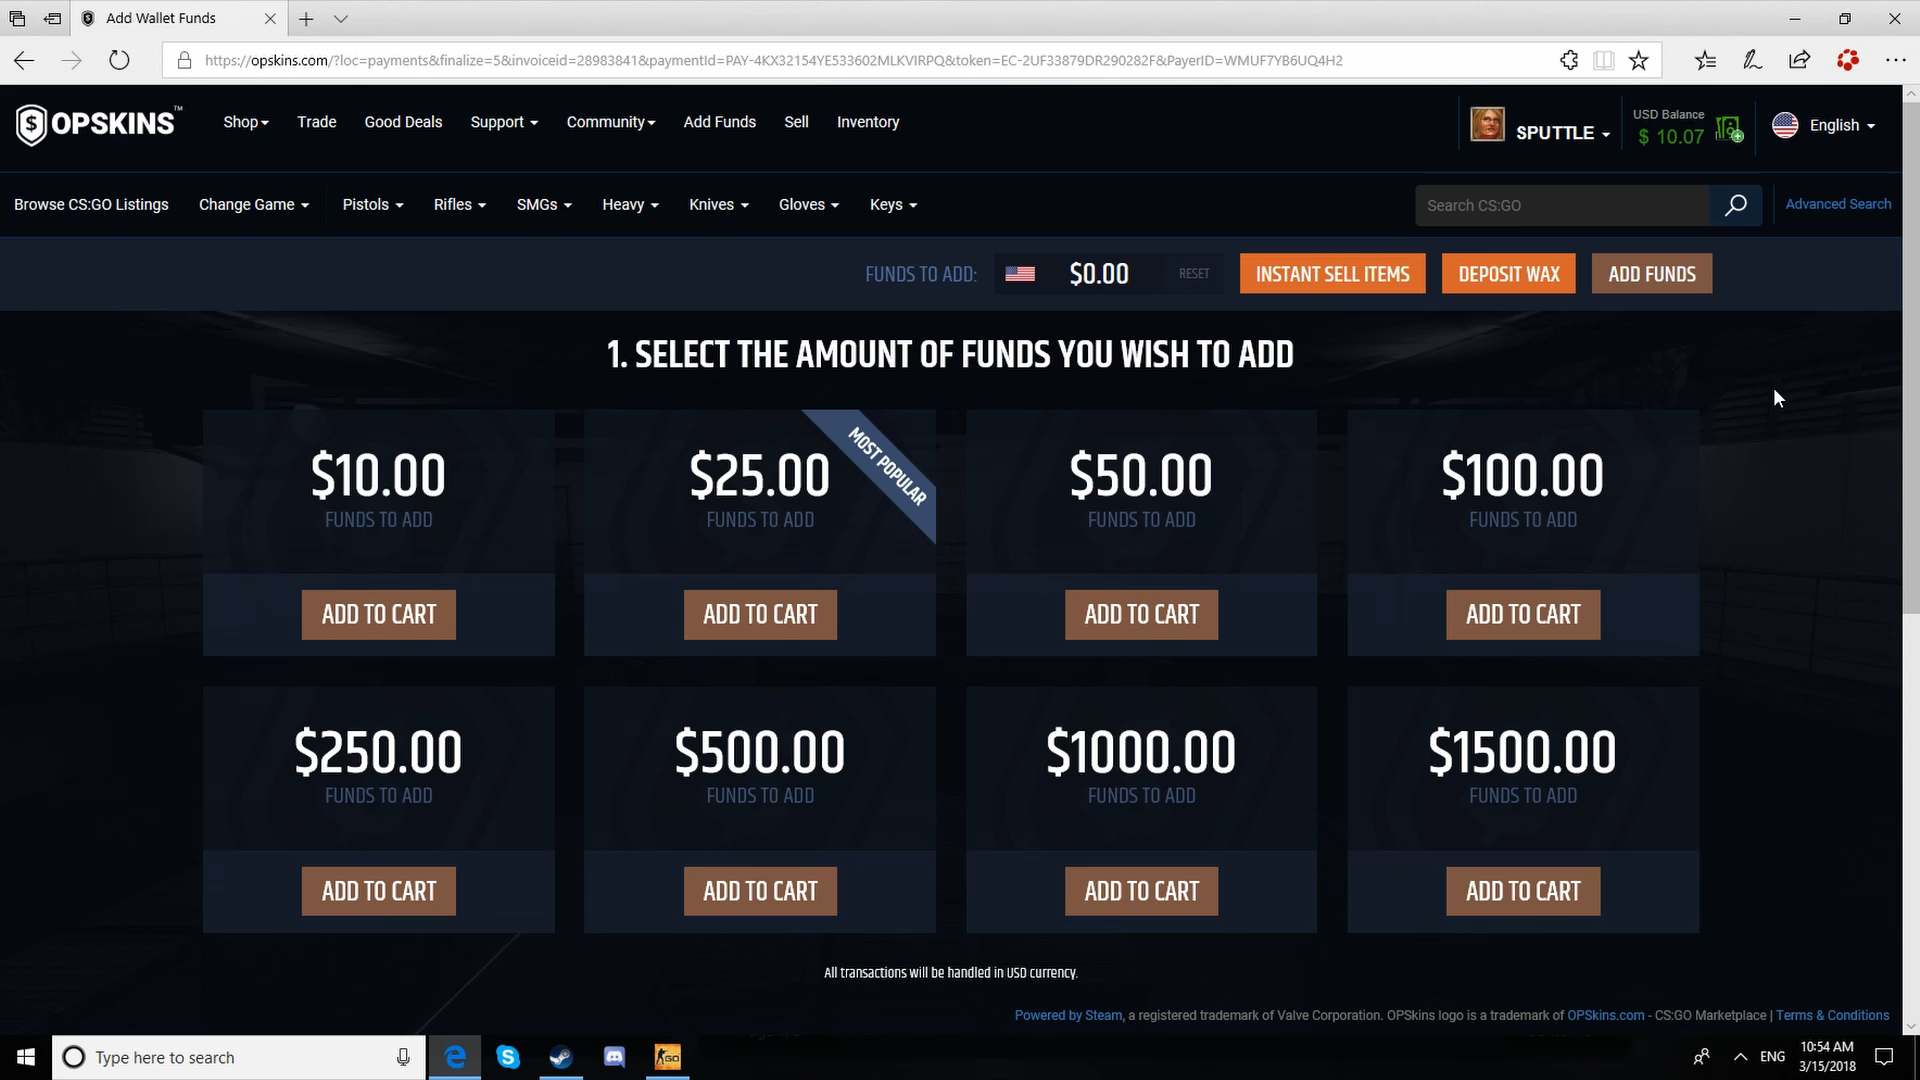 Add Wallet Funds
https://opskins.com/?loc=payments&finalize=5&invoiceid=28983841&paymentId=PAY-4KX32154YE533602MLKVIRPQ&token=EC-2UF33879DR290282F&PayerID=WMUF7YB6UQ4H2
OPSKINS™ Shop Trade Good Deals Support Community Add Funds Sell Inventory SPUTTLE USD Balance $ 10.07 English
Browse CS:GO Listings Change Game Pistols Rifles SMGs Heavy Knives Gloves Keys Search CS:GO Advanced Search
FUNDS TO ADD: $0.00 RESET INSTANT SELL ITEMS DEPOSIT WAX ADD FUNDS
1. SELECT THE AMOUNT OF FUNDS YOU WISH TO ADD
MOST POPULAR
$10.00 $25.00 $50.00 $100.00
FUNDS TO ADD FUNDS TO ADD FUNDS TO ADD FUNDS TO ADD
ADD TO CART ADD TO CART ADD TO CART ADD TO CART
$250.00 $500.00 $1000.00 $1500.00
FUNDS TO ADD FUNDS TO ADD FUNDS TO ADD FUNDS TO ADD
ADD TO CART ADD TO CART ADD TO CART ADD TO CART
All transactions will be handled in USD currency.
Powered by Steam, a registered trademark of Valve Corporation. OPSkins logo is a trademark of OPSkins.com - CS:GO Marketplace | Terms & Conditions
Type here to search GO ENG 10:54 AM
3/15/2018